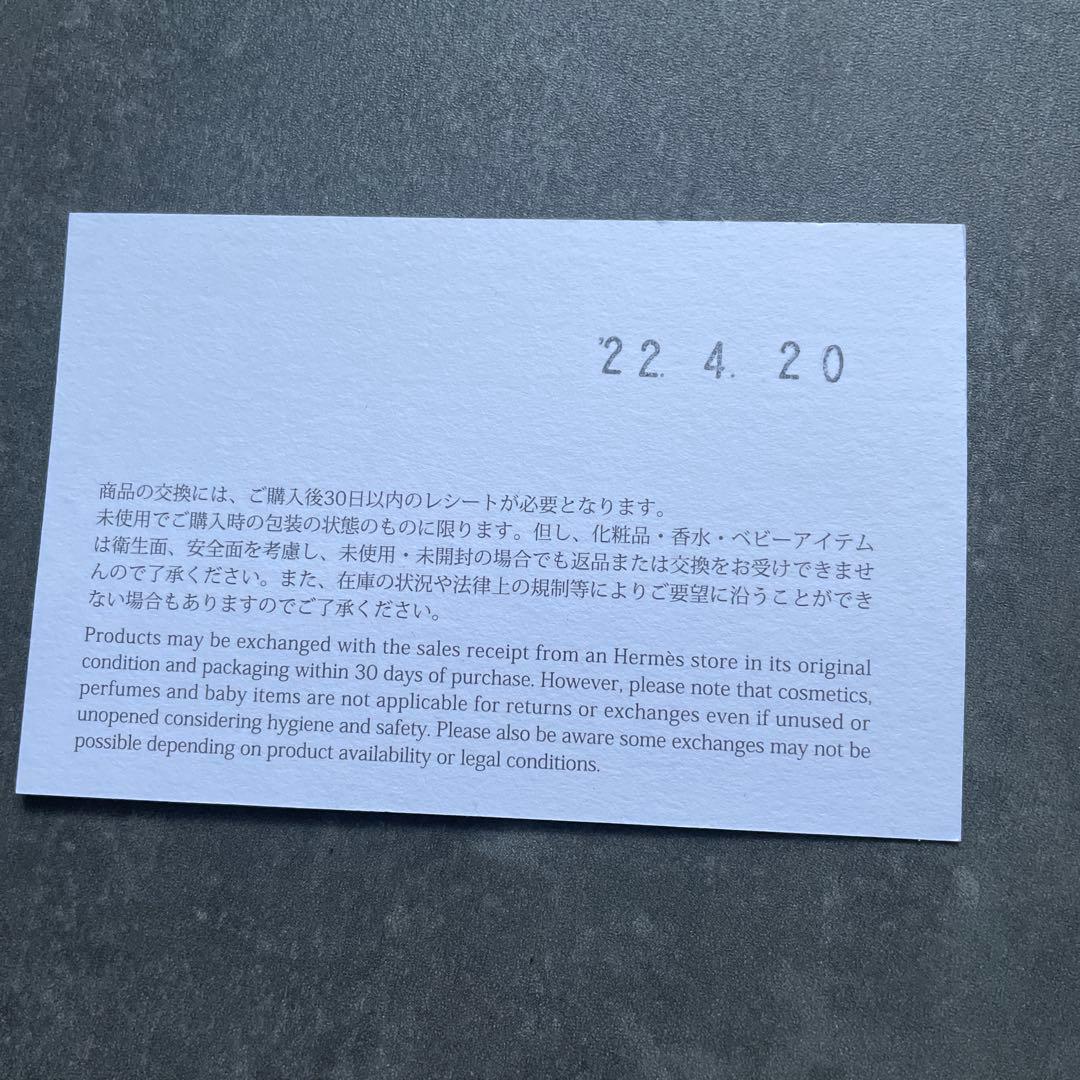 '22. 4. 20
商品の交換には、ご購入後30日以内のレシートが必要となります。
未使用でご購入時の包装の状態のものに限ります。但し、化粧品・香水・ベビーアイテム
は衛生面、安全面を考慮し、未使用・未開封の場合でも返品または交換をお受けできませ
んので了承ください。また、在庫の状況や法律上の規制等によりご要望に沿うことができ
ない場合もありますのでご了承ください。
Products may be exchanged with the sales receipt from an Hermès store in its original
condition and packaging within 30 days of purchase. However, please note that cosmetics,
perfumes and baby items are not applicable for returns or exchanges even if unused or
unopened considering hygiene and safety. Please also be aware some exchanges may not be
possible depending on product availability or legal conditions.